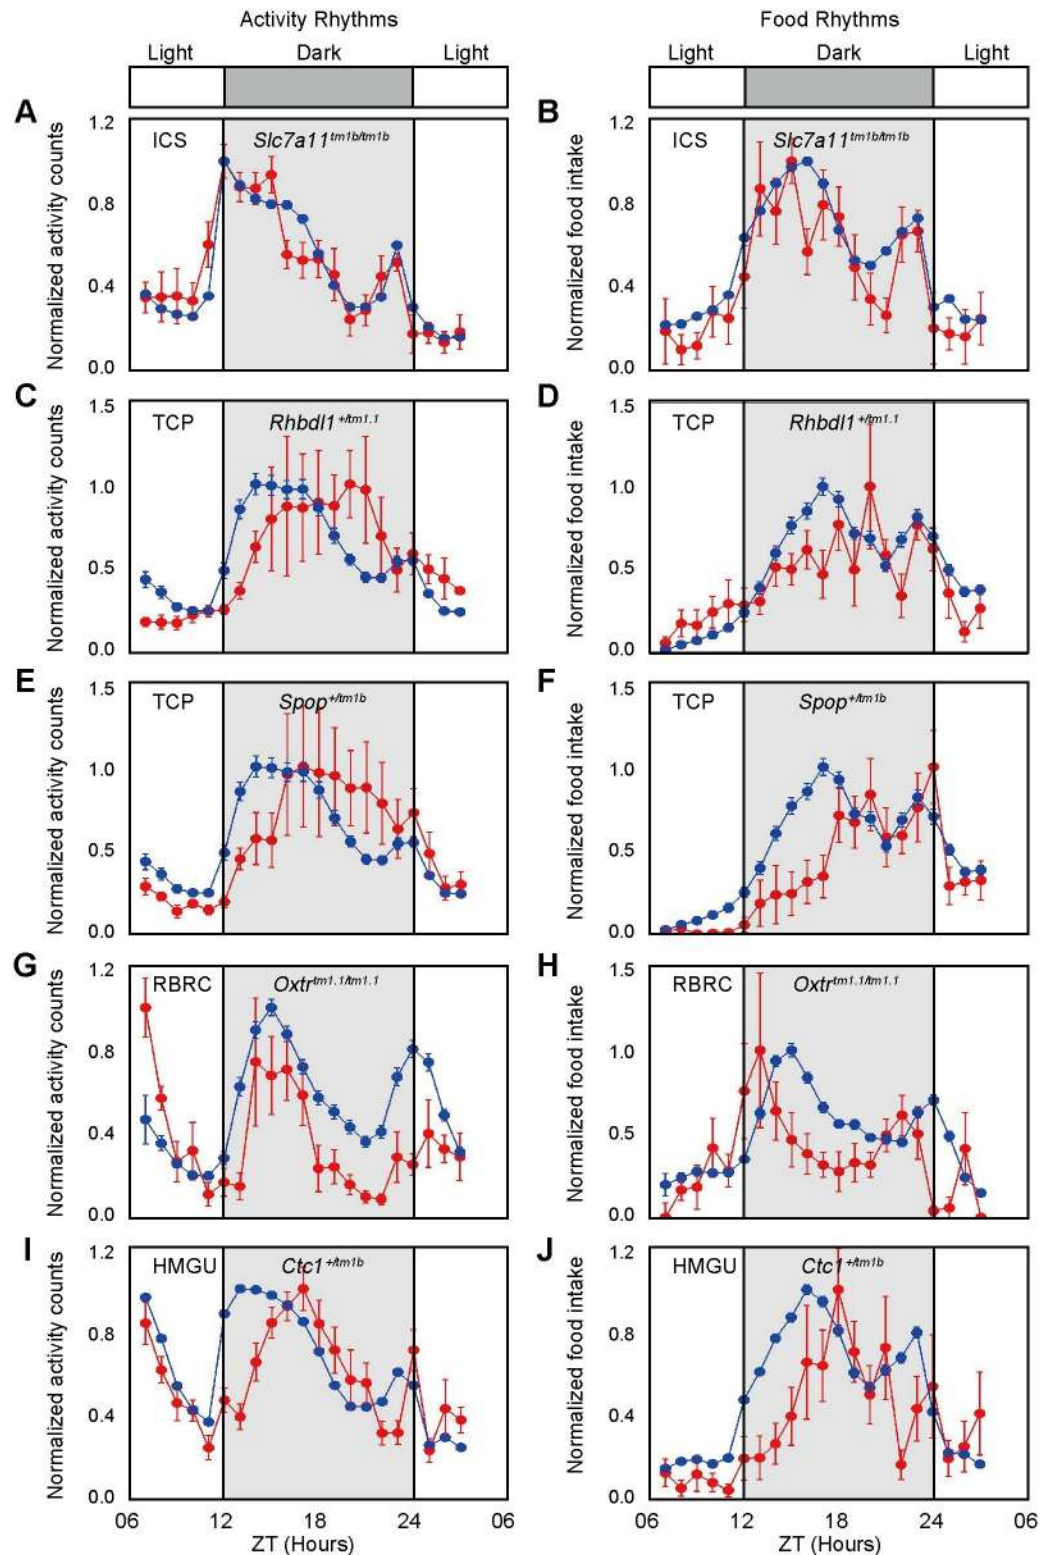 Activity Rhythms Food Rhythms
Light Dark Light Light Dark Light
A B
1.2 ICS Slc7a11tm1b/tm1b 1.2 ICS Slc7a11tm1b/tm1b
Normalized activity counts Normalized food intake
0.8 0.8
0.4 0.4
0.0 0.0
C D
1.5 TCP Rhbdl1+/tm1.1 1.5 TCP Rhbdl1+/tm1.1
Normalized activity counts Normalized food intake
1.0 1.0
0.5 0.5
0.0 0.0
E F
1.5 TCP Spop+/tm1b 1.5 TCP Spop+/tm1b
Normalized activity counts Normalized food intake
1.0 1.0
0.5 0.5
0.0 0.0
G H
1.2 RBRC Oxtrtm1.1/tm1.1 1.5 RBRC Oxtrtm1.1/tm1.1
Normalized activity counts Normalized food intake
0.8 1.0
0.4 0.5
0.0 0.0
I J
1.2 HMGU Ctc1+/tm1b 1.2 HMGU Ctc1+/tm1b
Normalized activity counts Normalized food intake
0.8 0.8
0.4 0.4
0.0 0.0
06 12 18 24 06 06 12 18 24 06
ZT (Hours) ZT (Hours)